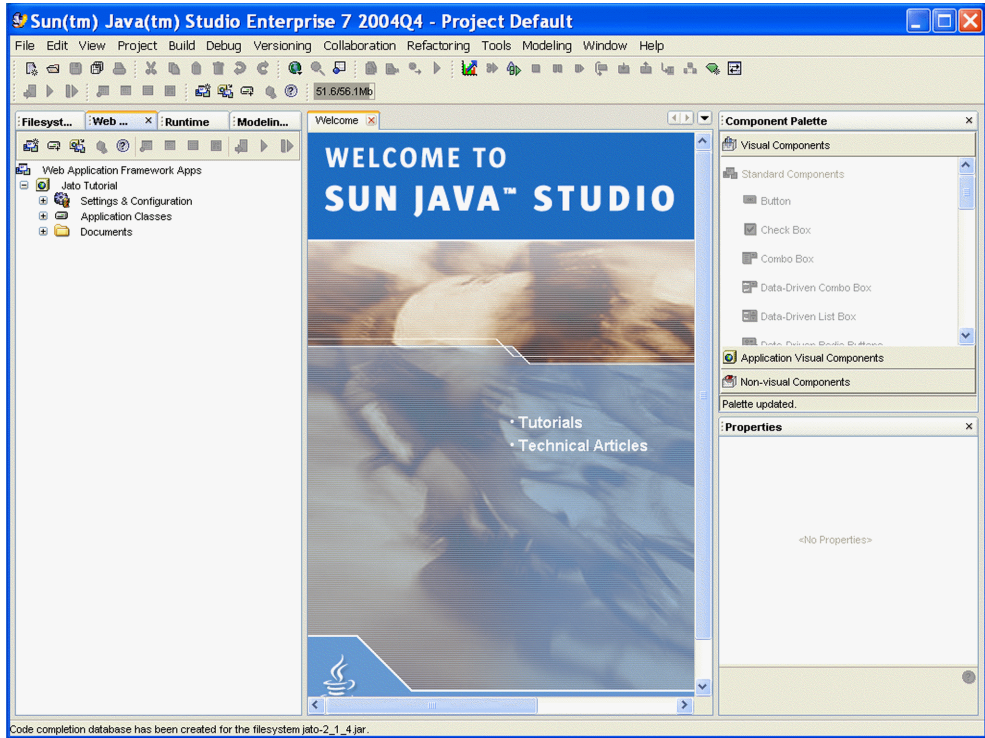 Sun(tm) Java(tm) Studio Enterprise 7 2004Q4 - Project Default
File Edit View Project Build Debug Versioning Collaboration Refactoring Tools Modeling Window Help
51.6/56.1Mb
Filesyst... Web ... Runtime Modelin...
Web Application Framework Apps
Jato Tutorial
Settings & Configuration
Application Classes
Documents
Welcome
WELCOME TO
SUN JAVA™ STUDIO
• Tutorials
• Technical Articles
Component Palette
Visual Components
Standard Components
Button
Check Box
Combo Box
Data-Driven Combo Box
Data-Driven List Box
Data-Driven Radio Buttons
Application Visual Components
Non-visual Components
Palette updated.
Properties
<No Properties>
Code completion database has been created for the filesystem jato-2_1_4.jar.